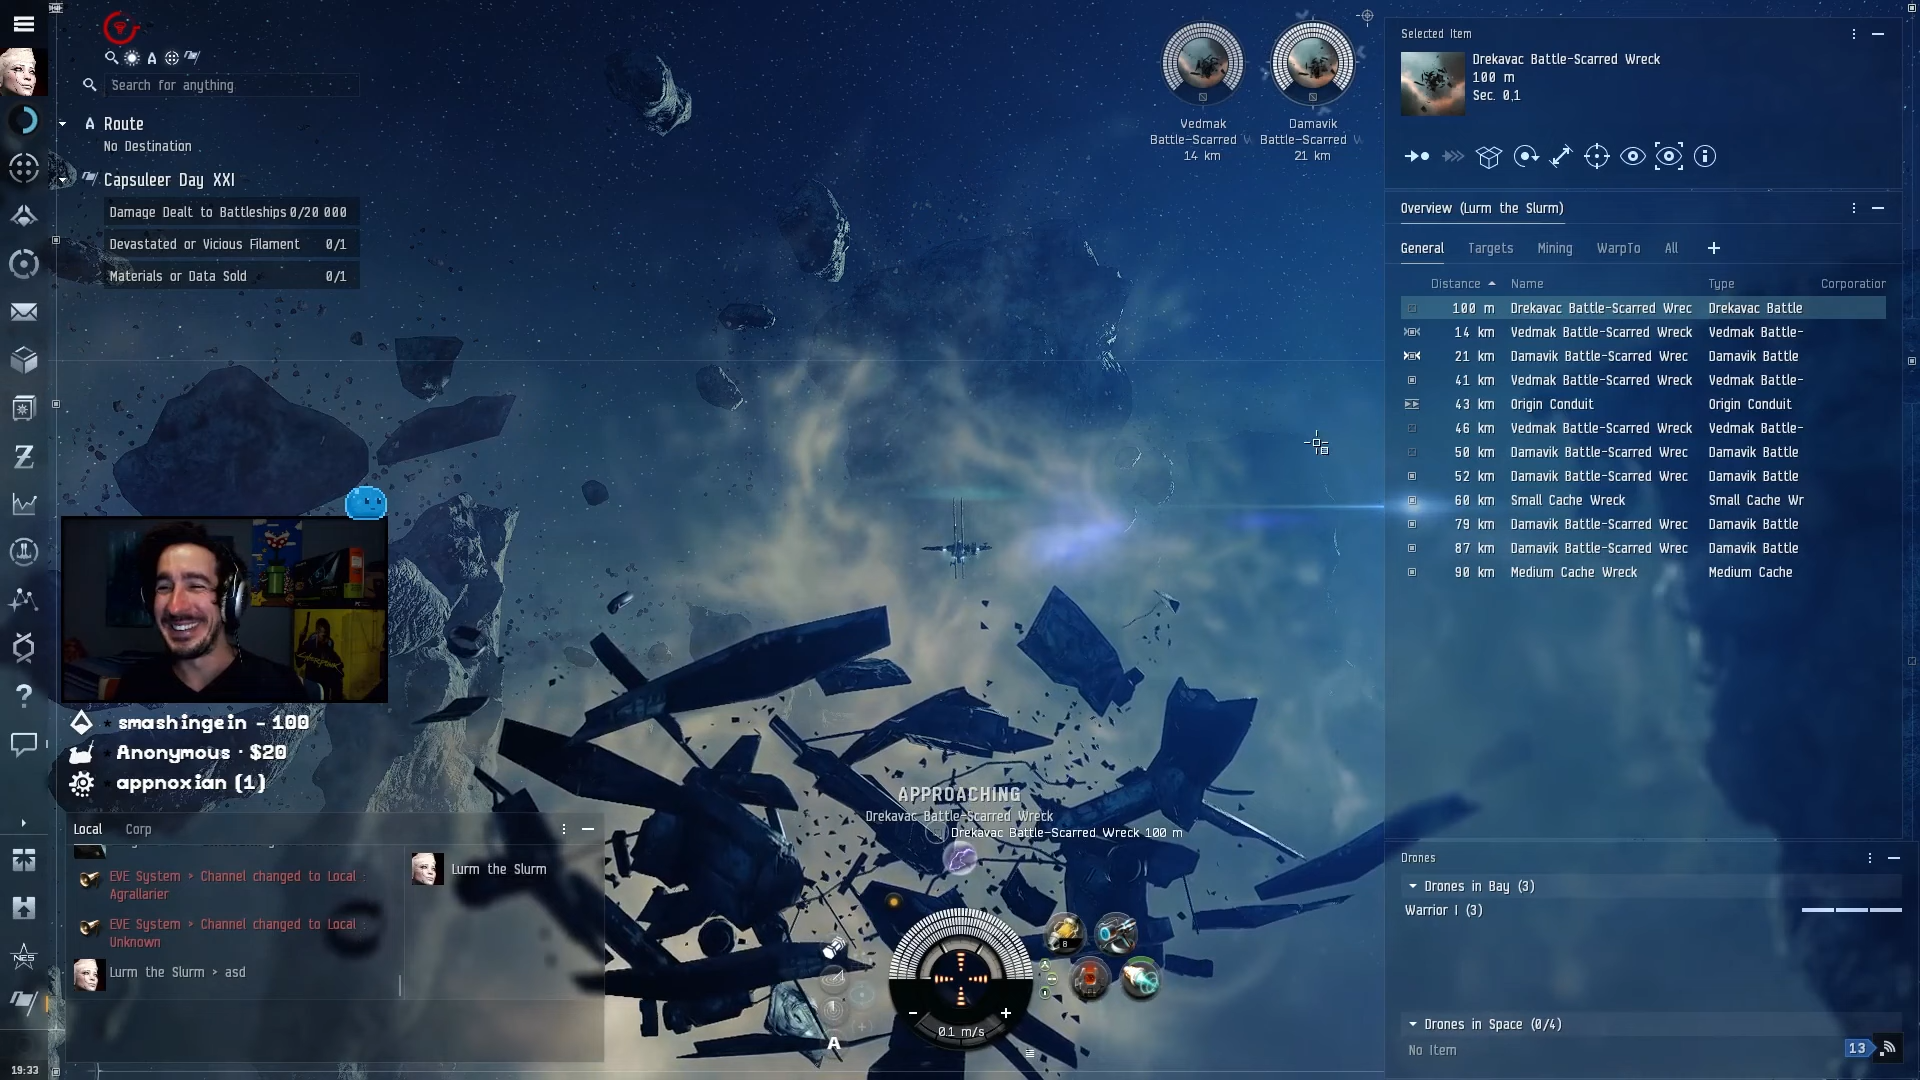 Search for anything
Route
No Destination
Capsuleer Day XXI
Damage Dealt to Battleships 0/20 000
Devastated or Vicious Filament 0/1
Materials or Data Sold 0/1
smashingein - 100
Anonymous · $20
appnoxian (1)
Local Corp
EVE System > Channel changed to Local :
Agrallarier
EVE System > Channel changed to Local :
Unknown
Lurm the Slurm > asd
Lurm the Slurm
19:33
Vedmak
Battle-Scarred
14 km
Damavik
Battle-Scarred
21 km
APPROACHING
Drekavac Battle-Scarred Wreck
Drekavac Battle-Scarred Wreck 100 m
0.1 m/s
A
Selected Item
Drekavac Battle-Scarred Wreck
100 m
Sec. 0,1
Overview (Lurm the Slurm)
General Targets Mining WarpTo All +
Distance Name Type Corporation
100 m Drekavac Battle-Scarred Wrec Drekavac Battle
14 km Vedmak Battle-Scarred Wreck Vedmak Battle-
21 km Damavik Battle-Scarred Wrec Damavik Battle
41 km Vedmak Battle-Scarred Wreck Vedmak Battle-
43 km Origin Conduit Origin Conduit
46 km Vedmak Battle-Scarred Wreck Vedmak Battle-
50 km Damavik Battle-Scarred Wrec Damavik Battle
52 km Damavik Battle-Scarred Wrec Damavik Battle
60 km Small Cache Wreck Small Cache Wr
79 km Damavik Battle-Scarred Wrec Damavik Battle
87 km Damavik Battle-Scarred Wrec Damavik Battle
90 km Medium Cache Wreck Medium Cache
Drones
Drones in Bay (3)
Warrior I (3)
Drones in Space (0/4)
No Item
13